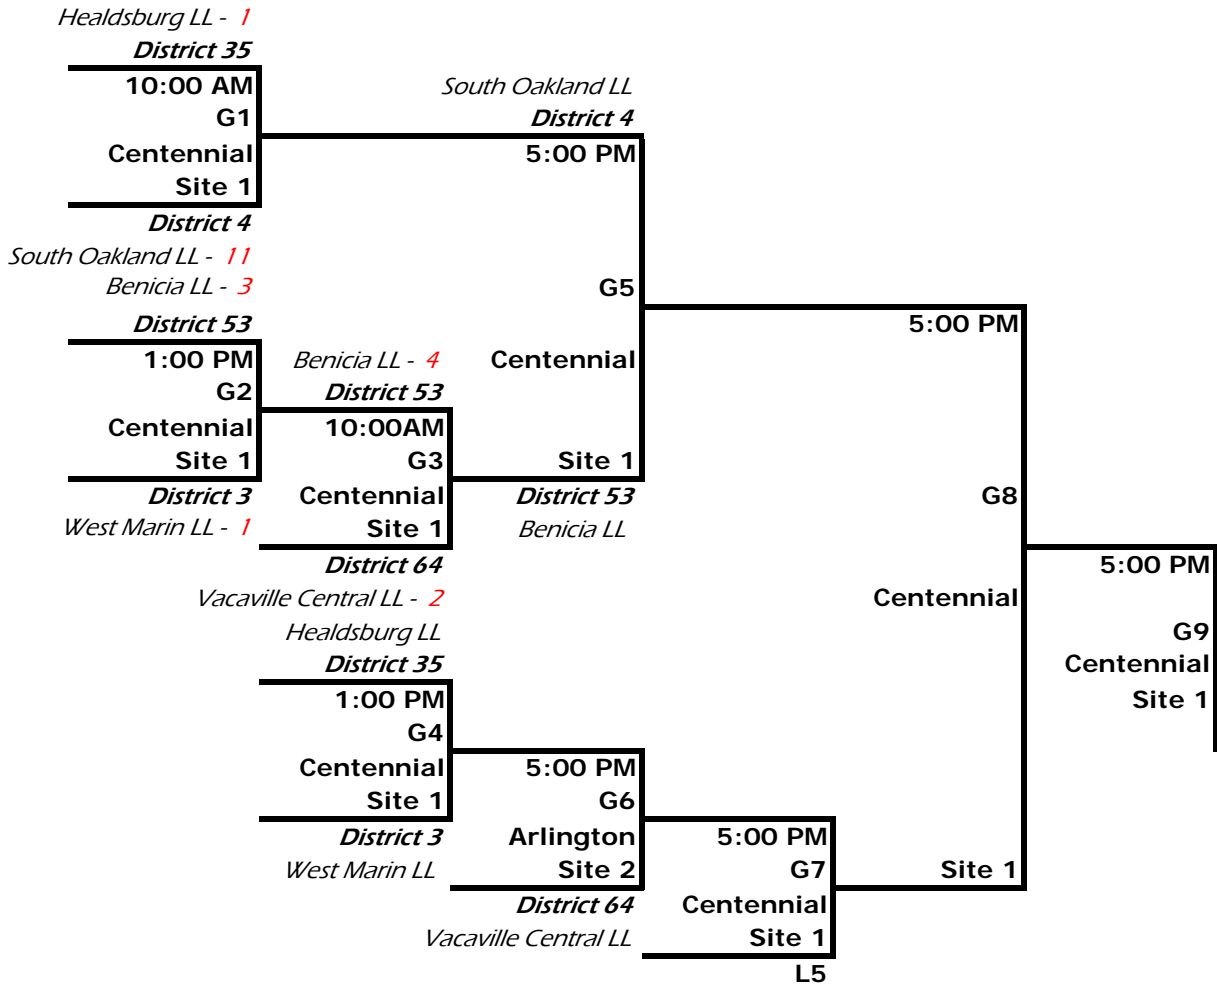 Healdsburg LL - 1
District 35
10:00 AM
G1
Centennial
Site 1
District 4
South Oakland LL - 11
South Oakland LL
District 4
5:00 PM
G5
Centennial
Site 1
District 53
Benicia LL
Benicia LL - 3
District 53
1:00 PM
G2
Centennial
Site 1
District 3
West Marin LL - 1
Benicia LL - 4
District 53
10:00AM
G3
Centennial
Site 1
District 64
Vacaville Central LL - 2
5:00 PM
G8
Centennial
Site 1
5:00 PM
G9
Centennial
Site 1
Healdsburg LL
District 35
1:00 PM
G4
Centennial
Site 1
District 3
West Marin LL
5:00 PM
G6
Arlington
Site 2
District 64
Vacaville Central LL
5:00 PM
G7
Centennial
Site 1
L5